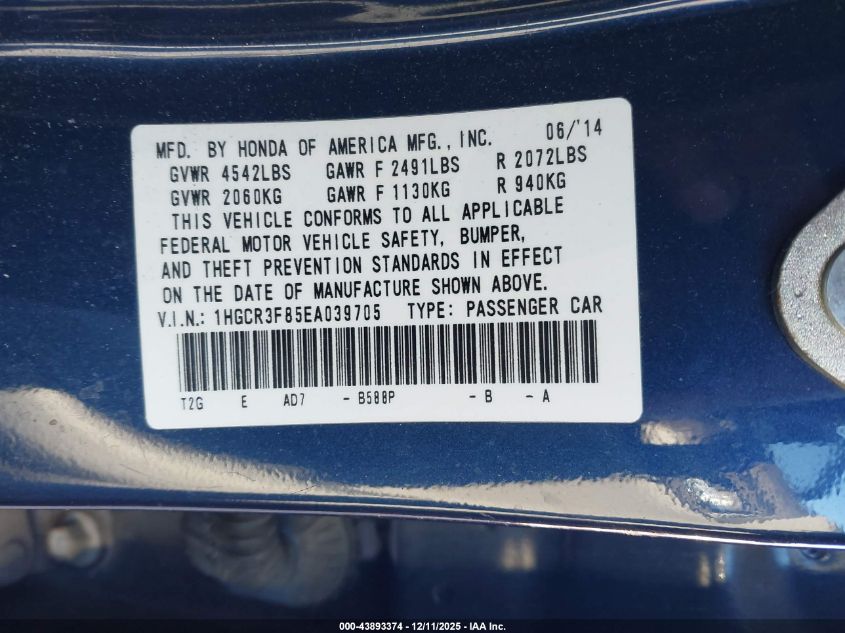 MFD. BY HONDA OF AMERICA MFG., INC. 06/'14
GVWR 4542LBS GAWR F 2491LBS R 2072LBS
GVWR 2060KG GAWR F 1130KG R 940KG
THIS VEHICLE CONFORMS TO ALL APPLICABLE
FEDERAL MOTOR VEHICLE SAFETY, BUMPER,
AND THEFT PREVENTION STANDARDS IN EFFECT
ON THE DATE OF MANUFACTURE SHOWN ABOVE.
V.I.N.: 1HGCR3F85EA039705 TYPE: PASSENGER CAR
T2G E AD7 - B588P - B - A
000-43893374 - 12/11/2025 - IAA Inc.